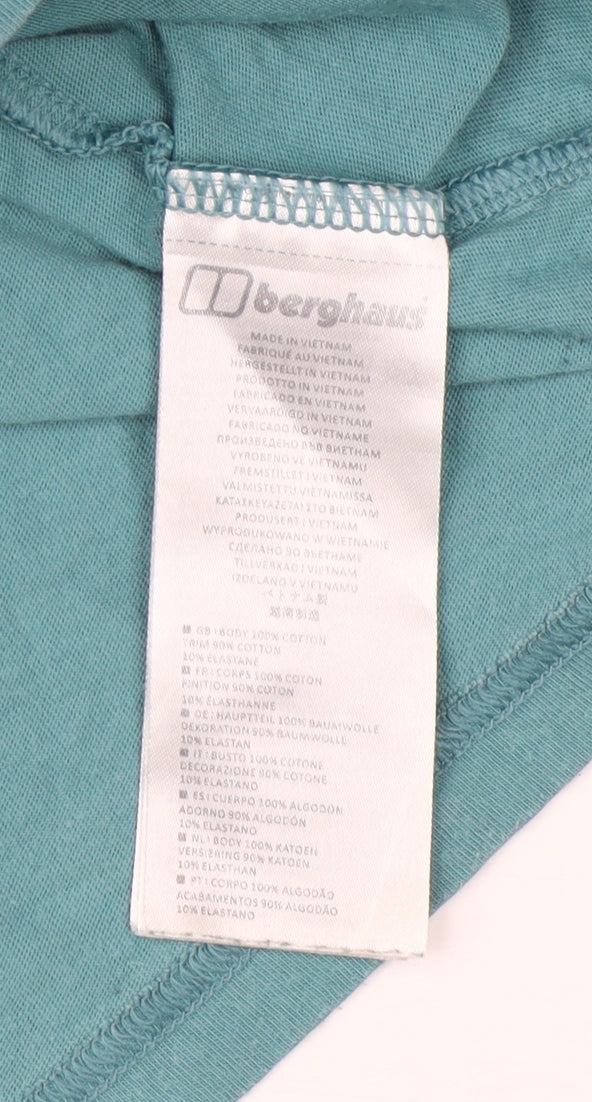 berghaus
MADE IN VIETNAM
FABRIQUÉ AU VIETNAM
HERGESTELLT IN VIETNAM
PRODOTTO IN VIETNAM
FABRICADO EN VIETNAM
VERVAARDIGD IN VIETNAM
FABRICADO NO VIETNAME
ПРОИЗВЕДЕНО ВЪВ ВИЕТНАМ
VYROBENO VE VIETNAMU
FREMSTILLET I VIETNAM
VALMISTETTU VIETNAMISSA
ΚΑΤΑΣΚΕΥΑΖΕΤΑΙ ΣΤΟ ΒΙΕΤΝΑΜ
PRODUSERT I VIETNAM
WYPRODUKOWANO W WIETNAMIE
СДЕЛАНО ВО ВЬЕТНАМЕ
TILLVERKAD I VIETNAM
IZDELANO V VIETNAMU
ベトナム製
越南制造
GB: BODY 100% COTTON
TRIM 90% COTTON
10% ELASTANE
FR: CORPS 100% COTON
FINITION 90% COTON
10% ÉLASTHANNE
DE: HAUPTTEIL 100% BAUMWOLLE
DEKORATION 90% BAUMWOLLE
10% ELASTAN
IT: BUSTO 100% COTONE
DECORAZIONE 90% COTONE
10% ELASTANO
ES: CUERPO 100% ALGODÓN
ADORNO 90% ALGODÓN
10% ELASTANO
NL: BODY 100% KATOEN
VERSIERING 90% KATOEN
10% ELASTHAN
PT: CORPO 100% ALGODÃO
ACABAMENTOS 90% ALGODÃO
10% ELASTANO